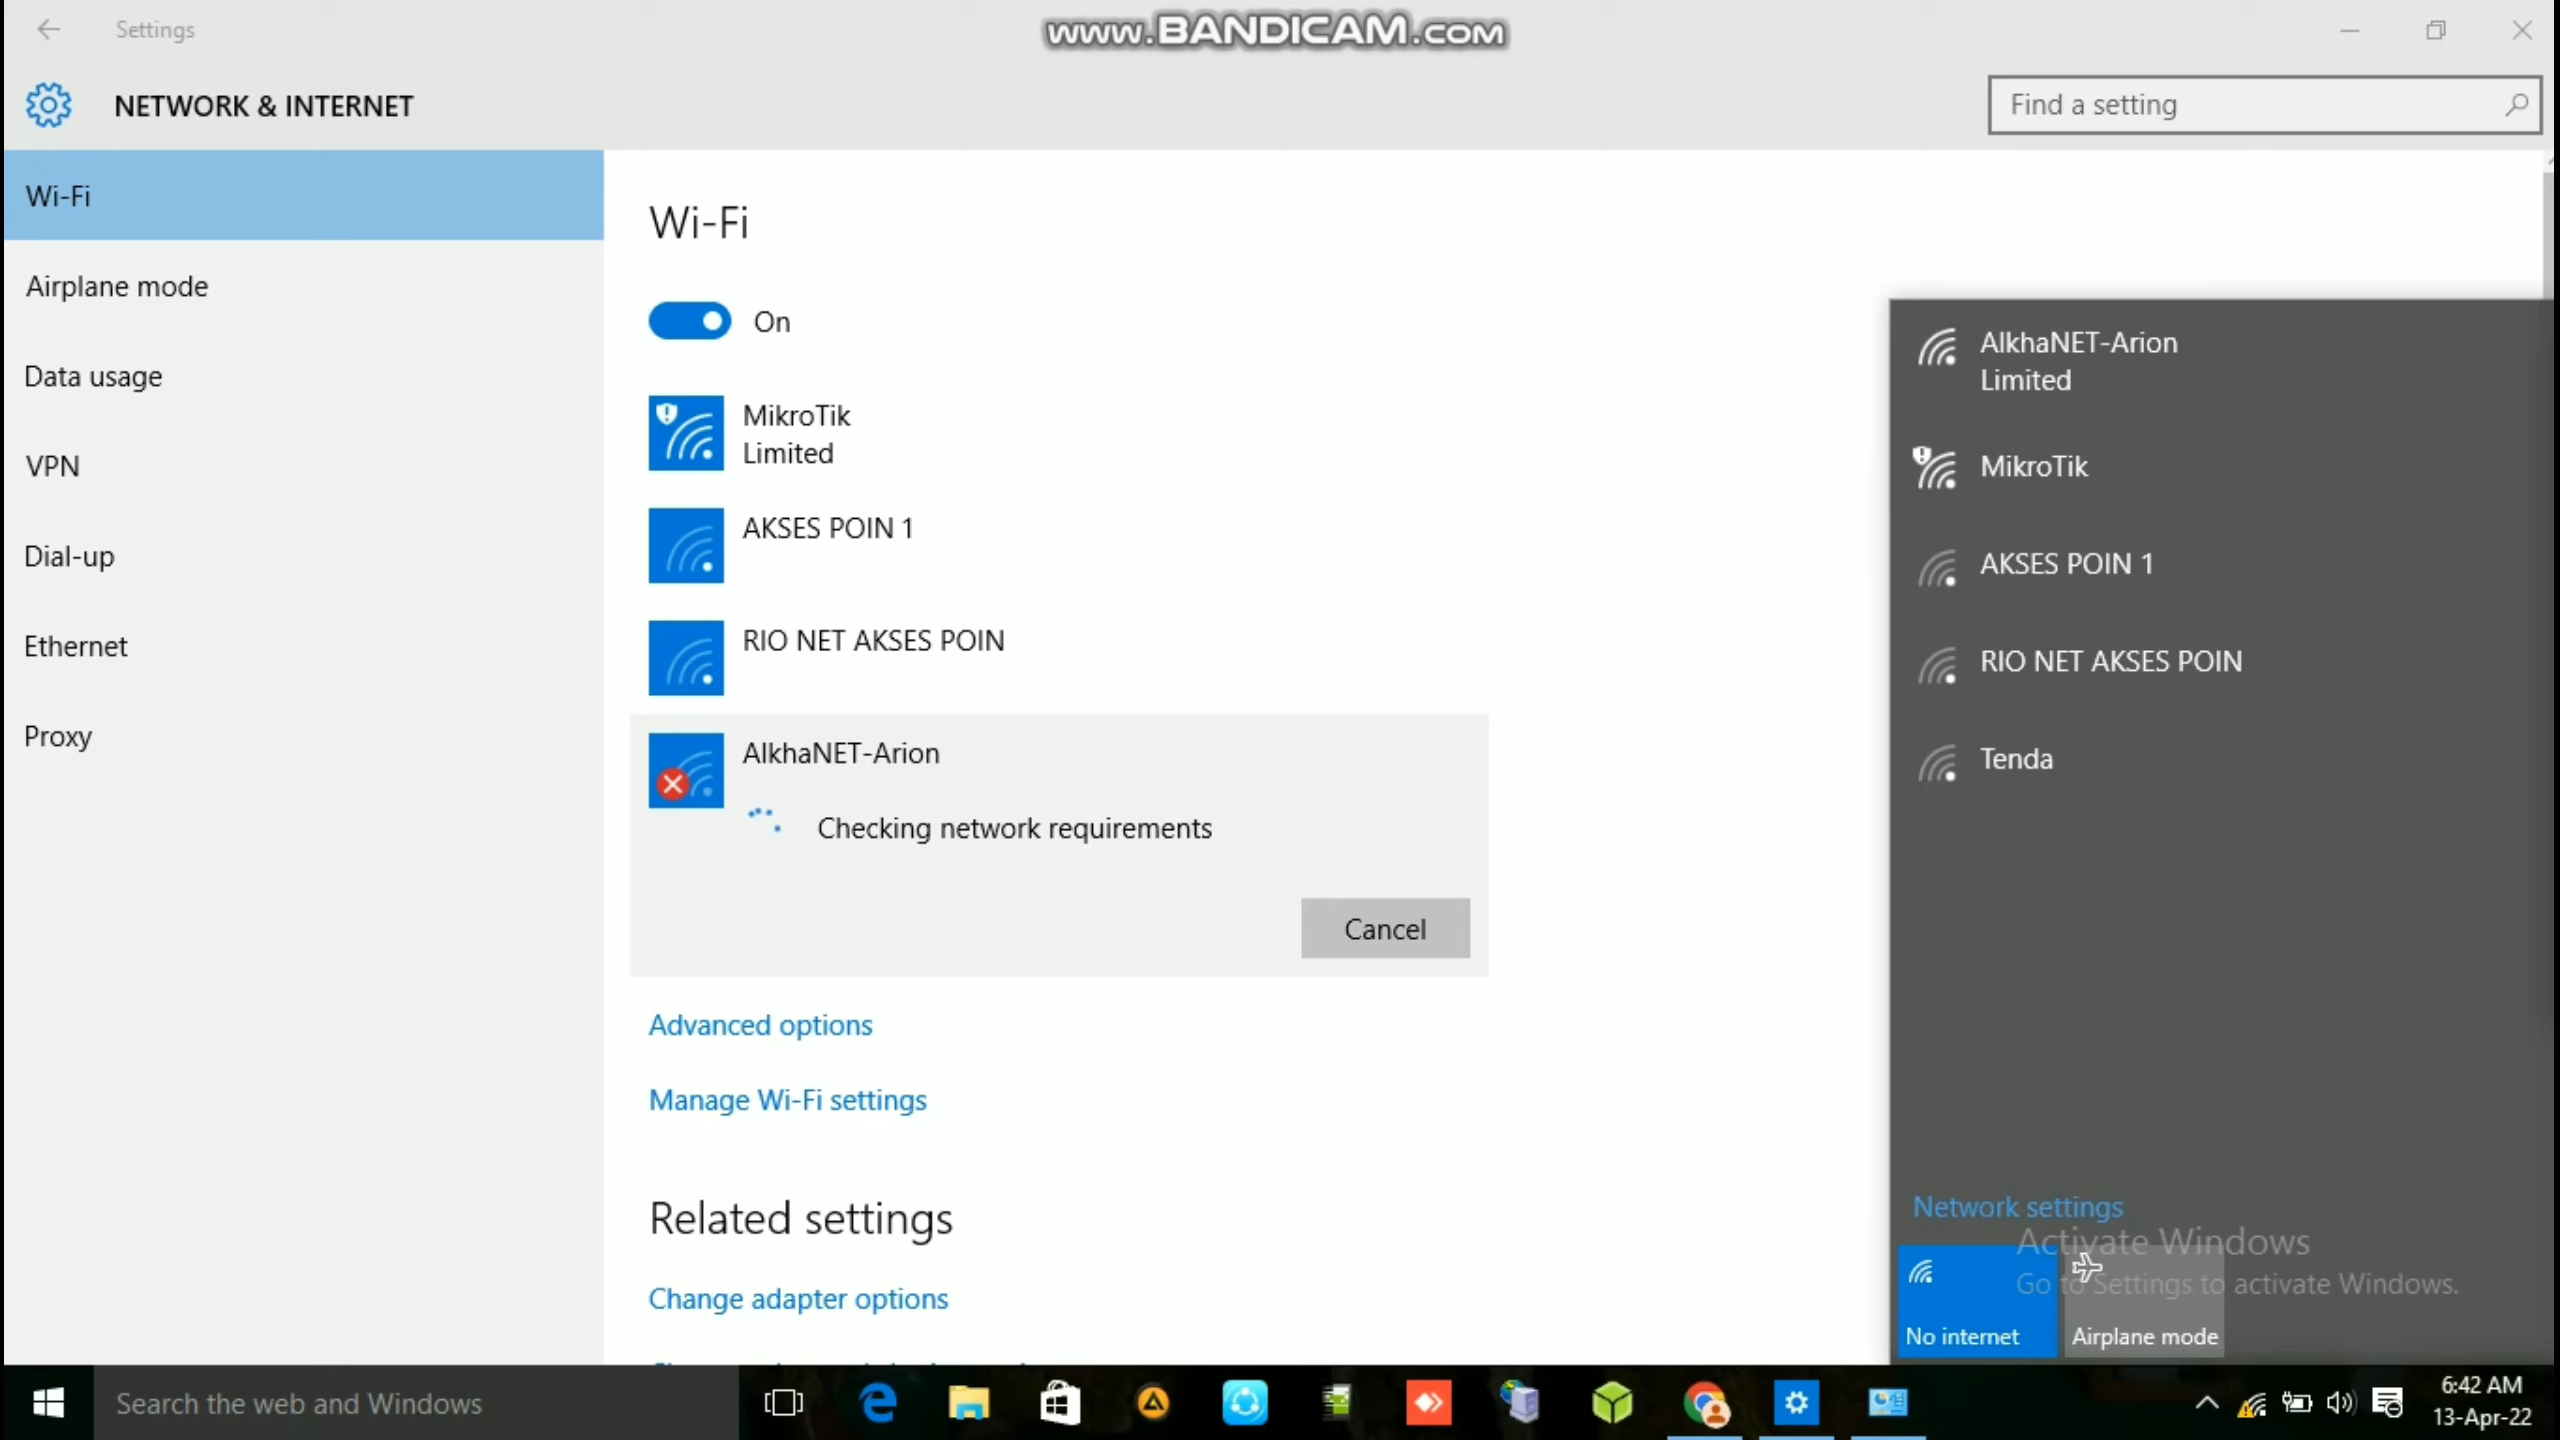 Settings
www.BANDICAM.com
NETWORK & INTERNET
Find a setting
Wi-Fi
Airplane mode
Data usage
VPN
Dial-up
Ethernet
Proxy
Wi-Fi
On
MikroTik
Limited
AKSES POIN 1
RIO NET AKSES POIN
AlkhaNET-Arion
Checking network requirements
Cancel
Advanced options
Manage Wi-Fi settings
Related settings
Change adapter options
AlkhaNET-Arion
Limited
MikroTik
AKSES POIN 1
RIO NET AKSES POIN
Tenda
Network settings
Activate Windows
Go to Settings to activate Windows.
No internet
Airplane mode
Search the web and Windows
6:42 AM
13-Apr-22